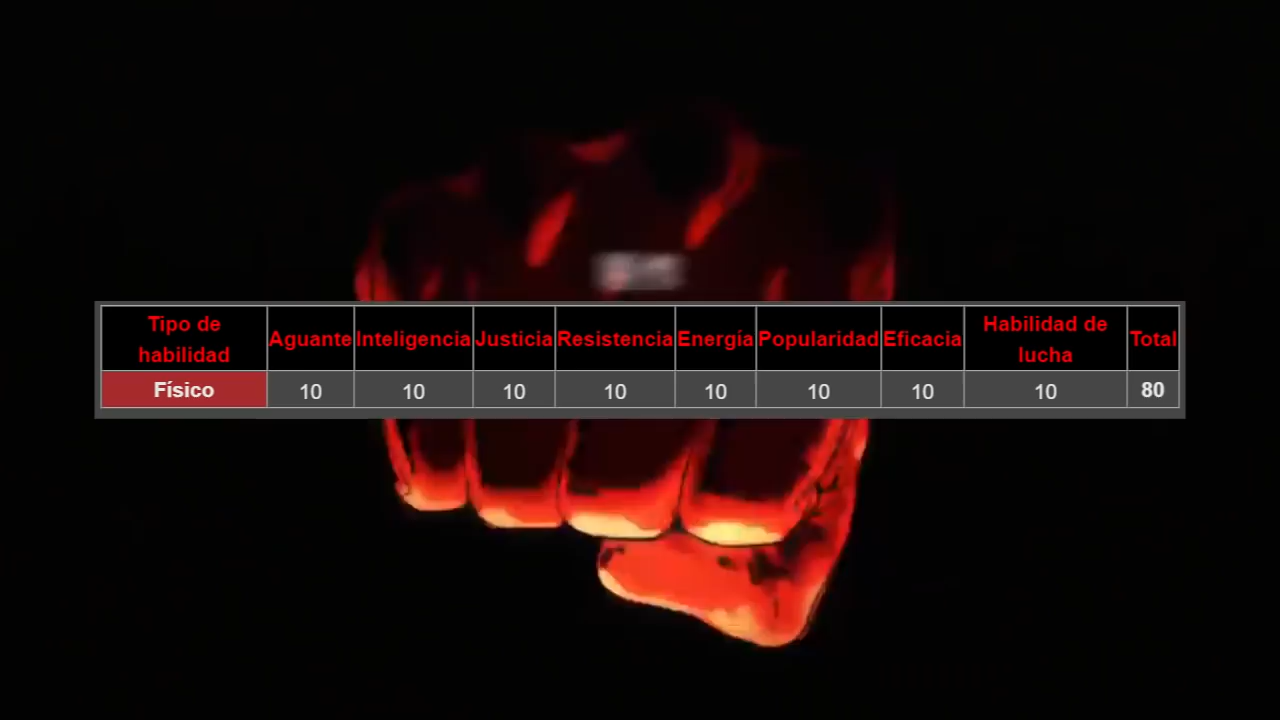 Tipo de habilidad Aguante Inteligencia Justicia Resistencia Energía Popularidad Eficacia Habilidad de lucha Total
Físico 10 10 10 10 10 10 10 10 80